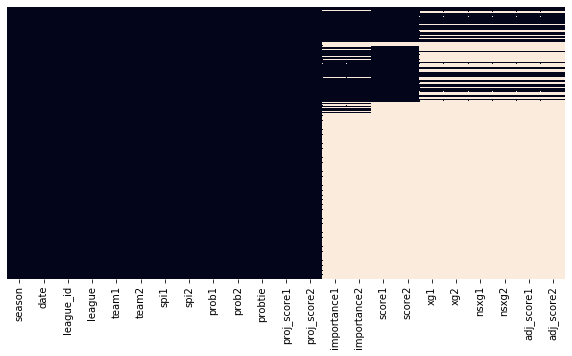 season
date
league_id
league
team1
team2
spi1
spi2
prob1
prob2
probtie
proj_score1
proj_score2
importance1
importance2
score1
score2
xg1
xg2
nsxg1
nsxg2
adj_score1
adj_score2